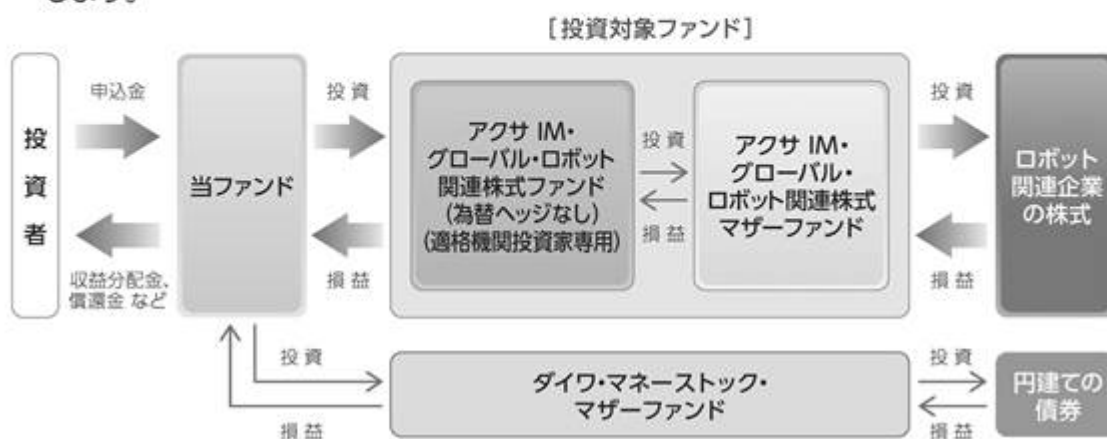 します。
[投資対象ファンド]
投資者
申込金
収益分配金、
償還金 など
当ファンド
投資
損益
アクサ IM・
グローバル・ロボット
関連株式ファンド
(為替ヘッジなし)
(適格機関投資家専用)
投資
損益
アクサ IM・
グローバル・
ロボット関連株式
マザーファンド
投資
損益
ロボット
関連企業
の株式
投資
損益
ダイワ・マネーストック・
マザーファンド
投資
損益
円建ての
債券